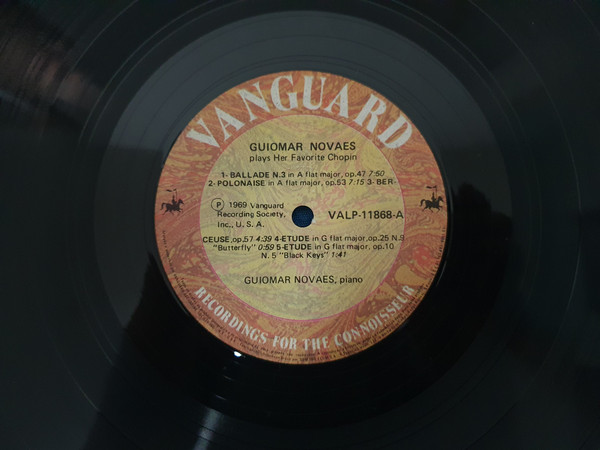 VANGUARD
GUIOMAR NOVAES
plays Her Favorite Chopin
1- BALLADE N.3 in A flat major, op.47 7:50
2- POLONAISE in A flat major, op.53 7:15 3- BER-
Ⓟ 1969 Vanguard
Recording Society,
Inc., U. S. A.
VALP-11868-A
CEUSE,op.57 4:39 4-ETUDE in G flat major, op.25 N.9
"Butterfly" 0:59 5-ETUDE in G flat major, op.10
N. 5 "Black Keys" 1:41
GUIOMAR NOVAES, piano
RECORDINGS FOR THE CONNOISSEUR